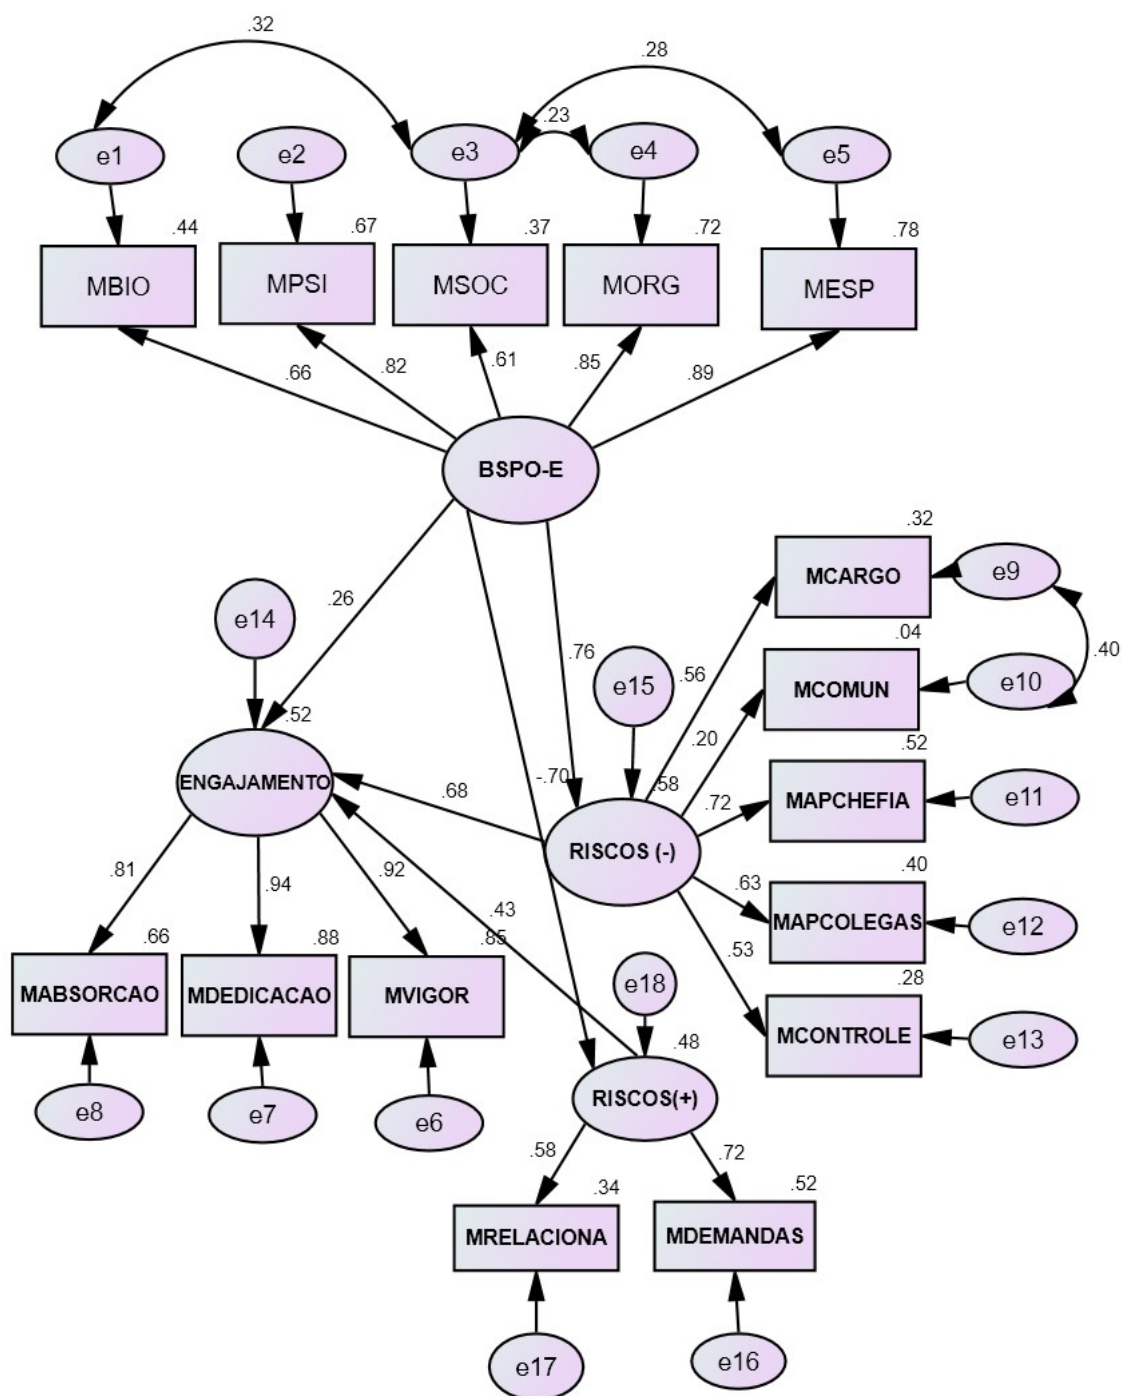 .32
.28
.23
e1
e2
e3
e4
e5
.44
.67
.37
.72
.78
MBIO
MPSI
MSOC
MORG
MESP
.66
.82
.61
.85
.89
BSPO-E
.32
MCARGO
e9
.26
e14
.04
.40
.76
.56
e15
MCOMUN
e10
.20
.52
.52
ENGAJAMENTO
-.70
.58
.72
MAPCHEFIA
e11
.68
RISCOS (-)
.40
.81
.94
.92
.43
.63
MAPCOLEGAS
e12
.66
.88
.85
.53
.28
MABSORCAO
MDEDICACAO
MVIGOR
e18
MCONTROLE
e13
.48
e8
e7
e6
RISCOS(+)
.58
.72
.34
.52
MRELACIONA
MDEMANDAS
e17
e16